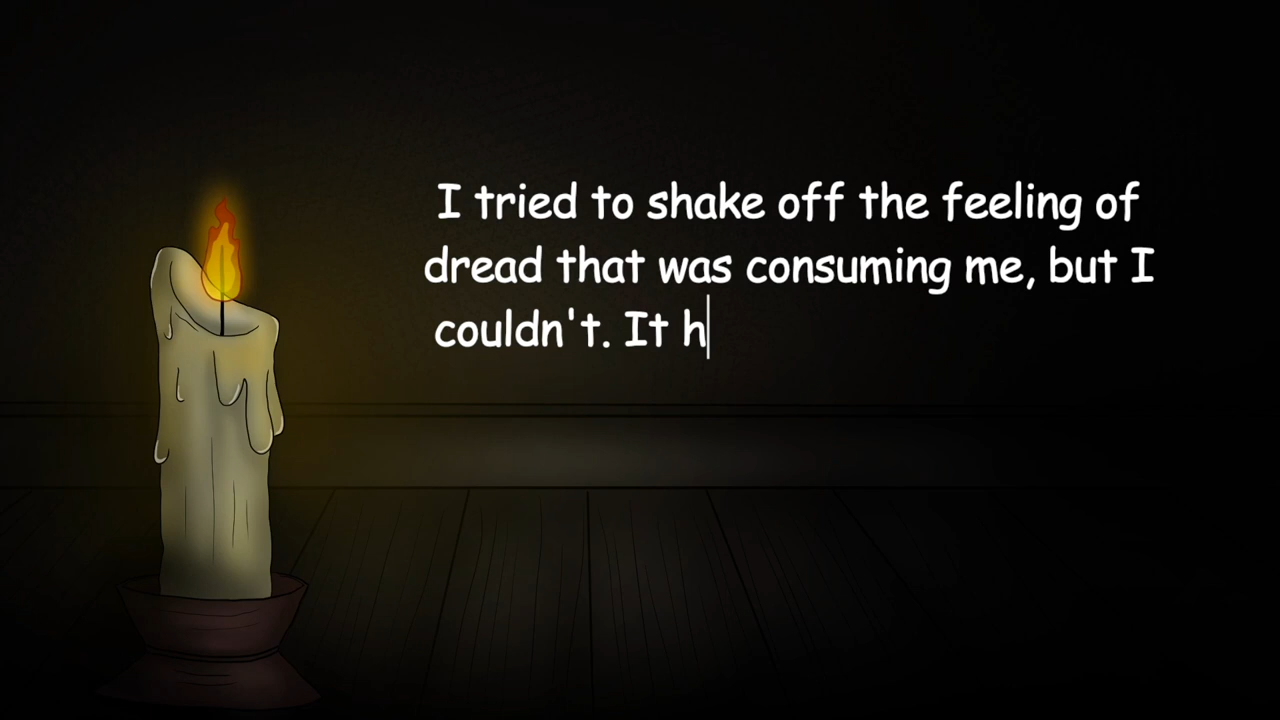 I tried to shake off the feeling of
dread that was consuming me, but I
couldn't. It h